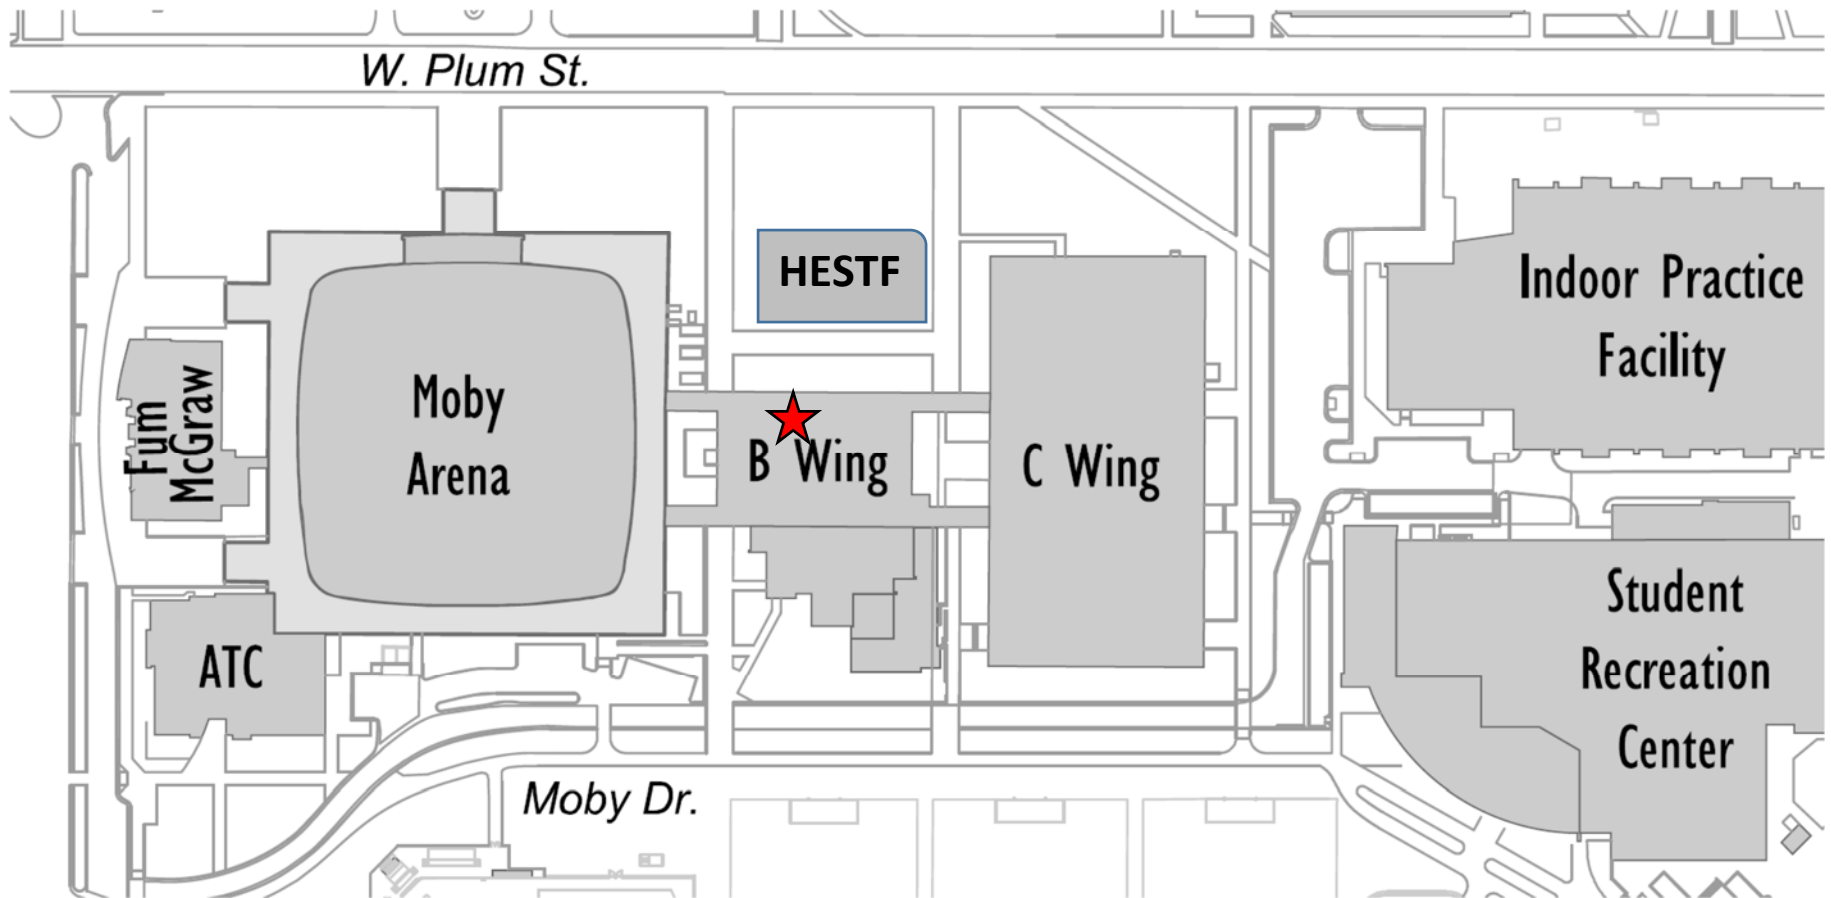 W. Plum St.
HESTF
Indoor Practice
Facility
Moby
Arena
Fum
McGraw
B Wing
C Wing
Student
Recreation
Center
ATC
Moby Dr.